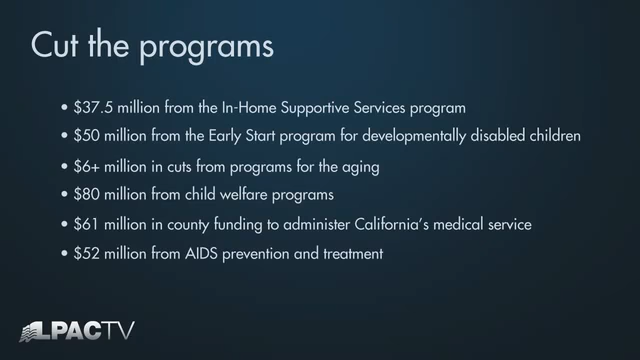 Cut the programs
• $37.5 million from the In-Home Supportive Services program
• $50 million from the Early Start program for developmentally disabled children
• $6+ million in cuts from programs for the aging
• $80 million from child welfare programs
• $61 million in county funding to administer California's medical service
• $52 million from AIDS prevention and treatment
LPACTV